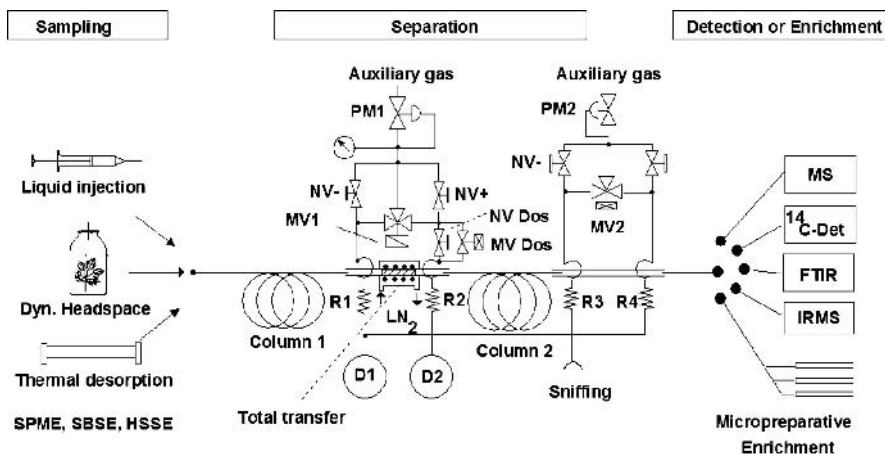 Sampling
Separation
Detection or Enrichment
Auxiliary gas
Auxiliary gas
PM1
PM2
Liquid injection
NV-
NV+
NV-
MS
MV1
NV Dos
MV Dos
MV2
14C-Det
Dyn. Headspace
FTIR
R1
LN2
R2
R3
R4
IRMS
Column 1
Column 2
Thermal desorption
D1
D2
Sniffing
SPME, SBSE, HSSE
Total transfer
Micropreparative
Enrichment